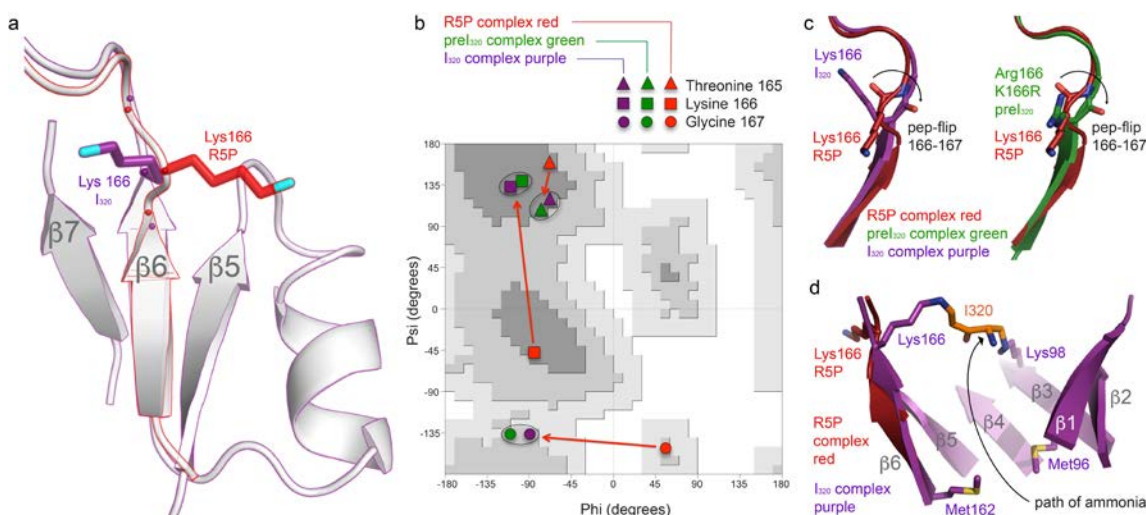 a
Lys166
R5P
Lys 166
I₃₂₀
β7
β6
β5
b
R5P complex red
preI₃₂₀ complex green
I₃₂₀ complex purple
Threonine 165
Lysine 166
Glycine 167
180
135
90
45
0
-45
-90
-135
Psi (degrees)
-180 -135 -90 -45 0 45 90 135 180
Phi (degrees)
c
Lys166
I₃₂₀
Lys166
R5P
pep-flip
166-167
Arg166
K166R
preI₃₂₀
Lys166
R5P
pep-flip
166-167
R5P complex red
preI₃₂₀ complex green
I₃₂₀ complex purple
d
I320
Lys166
Lys98
Lys166
R5P
β3
β2
β1
β4
β5
β6
R5P
complex
red
Met96
I₃₂₀ complex
purple
Met162
path of ammonia